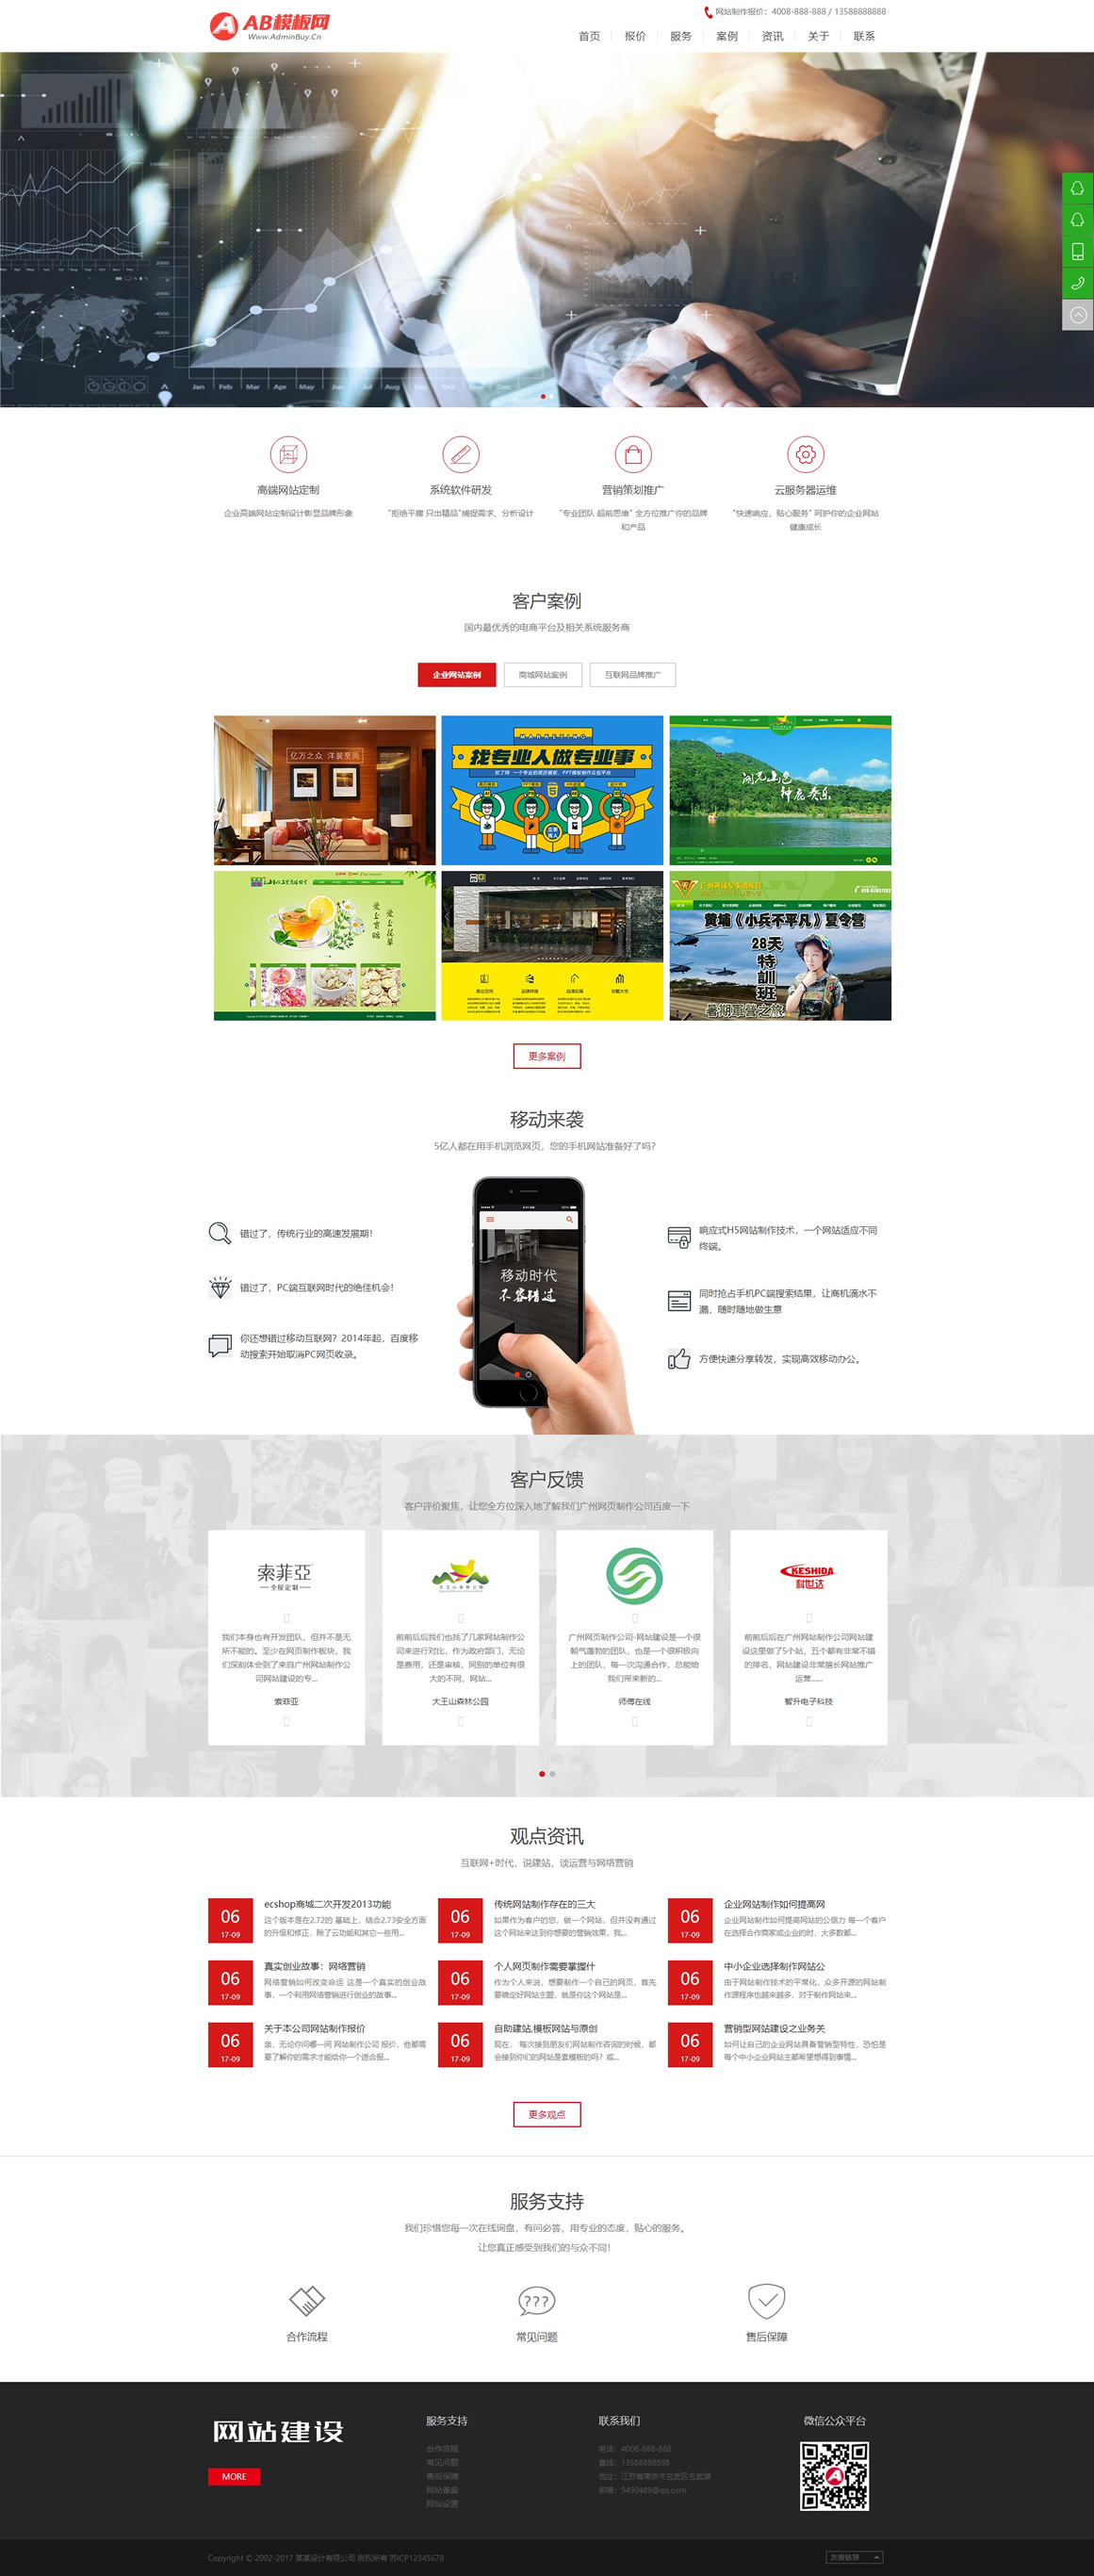 AB模板网
Www.AdminBuy.Cn
网站制作报价：4008-888-888 / 13588888888
首页 报价 服务 案例 资讯 关于 联系
高端网站定制
企业高端网站定制设计彰显品牌形象
系统软件研发
"拒绝平庸 只出精品"捕捉需求、分析设计
营销策划推广
"专业团队 超前思维" 全方位推广你的品牌
和产品
云服务器运维
"快速响应，贴心服务" 呵护你的企业网站
健康成长
客户案例
国内最优秀的电商平台及相关系统服务商
企业网站案例 商城网站案例 互联网品牌推广
亿万之众 洋装至尚
MARKETING
找专业人做专业事
湖光山色
钟鹿奏乐
爱上花草
爱上官韻
黄埔《小兵不平凡》夏令营
28天
特訓班
暑期軍營之旅
更多案例
移动来袭
5亿人都在用手机浏览网页，您的手机网站准备好了吗?
错过了，传统行业的高速发展期!
错过了，PC端互联网时代的绝佳机会!
你还想错过移动互联网? 2014年起，百度移
动搜索开始取消PC网页收录。
移动时代
不容错过
响应式H5网站制作技术，一个网站适应不同
终端。
同时抢占手机PC端搜索结果，让商机滴水不
漏，随时随地做生意
方便快速分享转发，实现高效移动办公。
客户反馈
客户评价聚焦，让您全方位深入地了解我们广州网页制作公司百度一下
索菲亞
全屋定制
我们本身也有开发团队，但并不是无
所不能的。至少在网页制作板块，我
们深刻体会到了来自广州网站制作公
司网站建设的专...
索菲亚
大王山森林公园
前前后后我们也找了几家网站制作公
司来进行对比，作为政府部门，无论
是费用，还是审核，同别的单位有很
大的不同，网站...
大王山森林公园
广州网页制作公司-网站建设是一个很
朝气蓬勃的团队，也是一个很积极向
上的团队，每一次沟通合作，总能给
我们带来新的...
师傅在线
KESHIDA
科世达
前前后后在广州网站制作公司网站建
设这里做了5个站，五个都有非常不错
的排名，网站建设非常擅长网站推广
运营......
智升电子科技
观点资讯
互联网+时代，说建站，谈运营与网络营销
06
17-09
ecshop商城二次开发2013功能
这个版本是在2.72的 基础上，结合2.73安全方面
的升级和修正，除了云功能和其它一些用...
06
17-09
传统网站制作存在的三大
如果作为客户的您，做一个网站，但并没有通过
这个网站来达到你想要的营销效果，我...
06
17-09
企业网站制作如何提高网
企业网站制作如何提高网站的公信力 每一个客户
在选择合作商家或企业的时，大多数都...
06
17-09
真实创业故事：网络营销
网络营销如何改变命运 这是一个真实的创业故
事，一个利用网络营销进行创业的故事...
06
17-09
个人网页制作需要掌握什
作为个人来说，想要制作一个自己的网页，首先
要确定好网站主题，就是你这个网站是...
06
17-09
中小企业选择制作网站公
由于网站制作技术的平常化，众多开源的网站制
作源程序也越来越多，对于制作网站来...
06
17-09
关于本公司网站制作报价
亲，无论你问哪一间 网站制作公司 报价，他都需
要了解你的需求才能给你一个适合报...
06
17-09
自助建站,模板网站与原创
现在， 每次接到朋友们网站制作咨询的时候，都
会接到你们的网站是套模板的吗？或...
06
17-09
营销型网站建设之业务关
如何让自己的企业网站具备营销型特性，恐怕是
每个中小企业网站主都希望想得到事情...
更多观点
服务支持
我们珍惜您每一次在线询盘，有问必答，用专业的态度，贴心的服务。
让您真正感受到我们的与众不同!
???
合作流程
常见问题
售后保障
网站建设
MORE
服务支持
合作流程
常见问题
售后保障
网站备案
网站设置
联系我们
电话：4008-888-888
直线：13588888888
地址：江苏省南京市玄武区玄武湖
邮箱：9490489@qq.com
微信公众平台
Copyright © 2002-2017 某某设计有限公司 版权所有 苏ICP12345678
友情链接